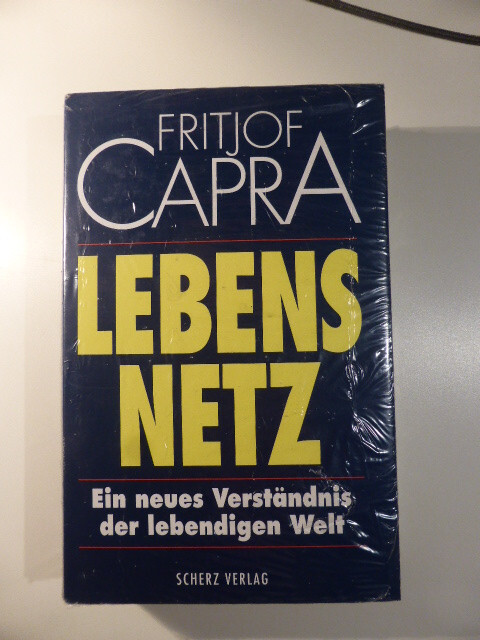 FRITJOF
CAPRA
LEBENS
NETZ
Ein neues Verständnis
der lebendigen Welt
SCHERZ VERLAG